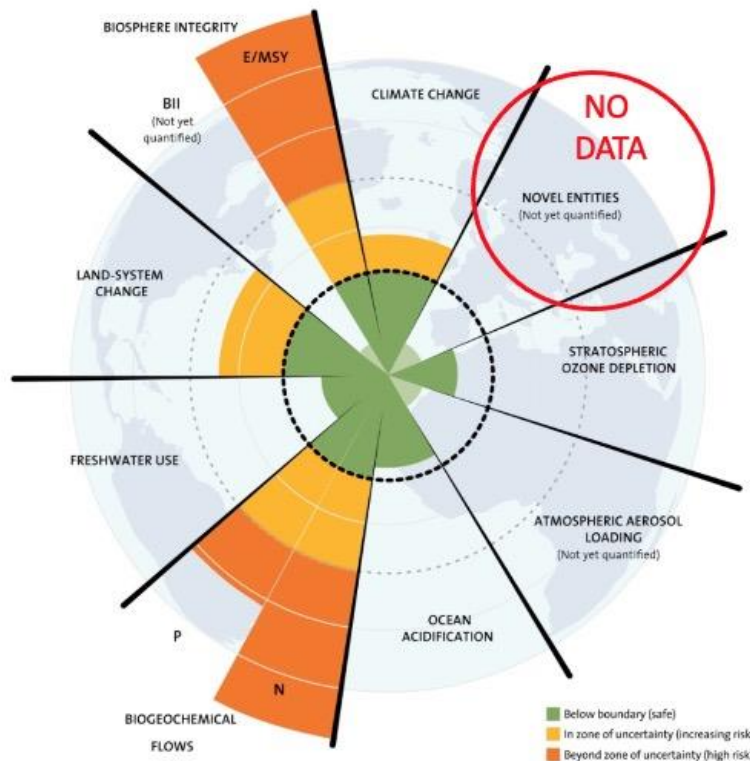 BIOSPHERE INTEGRITY
E/MSY
BII
(Not yet
quantified)
CLIMATE CHANGE
NO
DATA
NOVEL ENTITIES
(Not yet quantified)
LAND-SYSTEM
CHANGE
STRATOSPHERIC
OZONE DEPLETION
FRESHWATER USE
ATMOSPHERIC AEROSOL
LOADING
(Not yet quantified)
OCEAN
ACIDIFICATION
P
N
BIOGEOCHEMICAL
FLOWS
Below boundary (safe)
In zone of uncertainty (increasing risk
Beyond zone of uncertainty (high risk